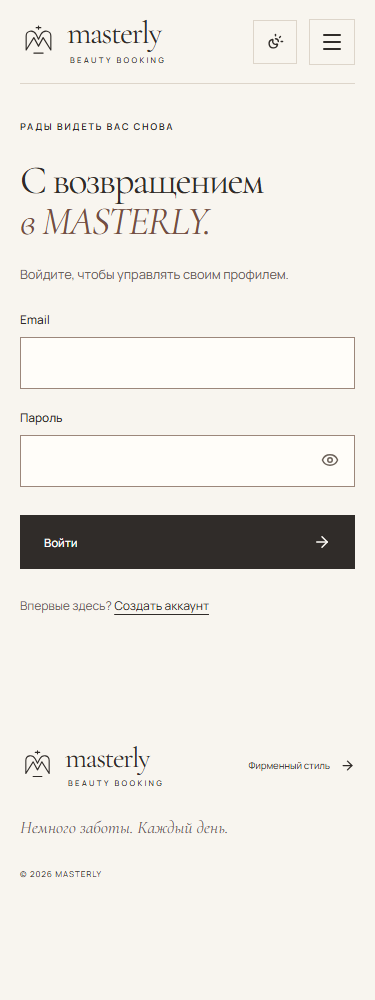 masterly
BEAUTY BOOKING
РАДЫ ВИДЕТЬ ВАС СНОВА
С возвращением
в MASTERLY.
Войдите, чтобы управлять своим профилем.
Email
Пароль
Войти
Впервые здесь? Создать аккаунт
masterly
BEAUTY BOOKING
Фирменный стиль
Немного заботы. Каждый день.
© 2026 MASTERLY